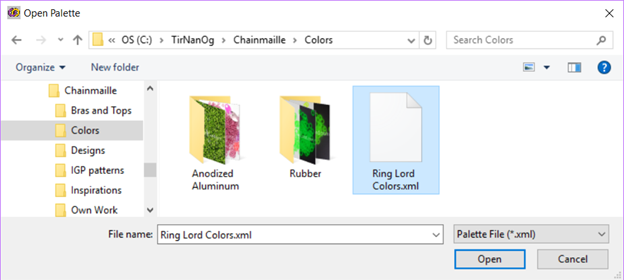 Open Palette
« OS (C:) > TirNanOg > Chainmaille > Colors
Search Colors
Organize
New folder
Chainmaille
Bras and Tops
Colors
Designs
IGP patterns
Inspirations
Own Work
Anodized
Aluminum
Rubber
Ring Lord
Colors.xml
File name: Ring Lord Colors.xml
Palette File (*.xml)
Open
Cancel